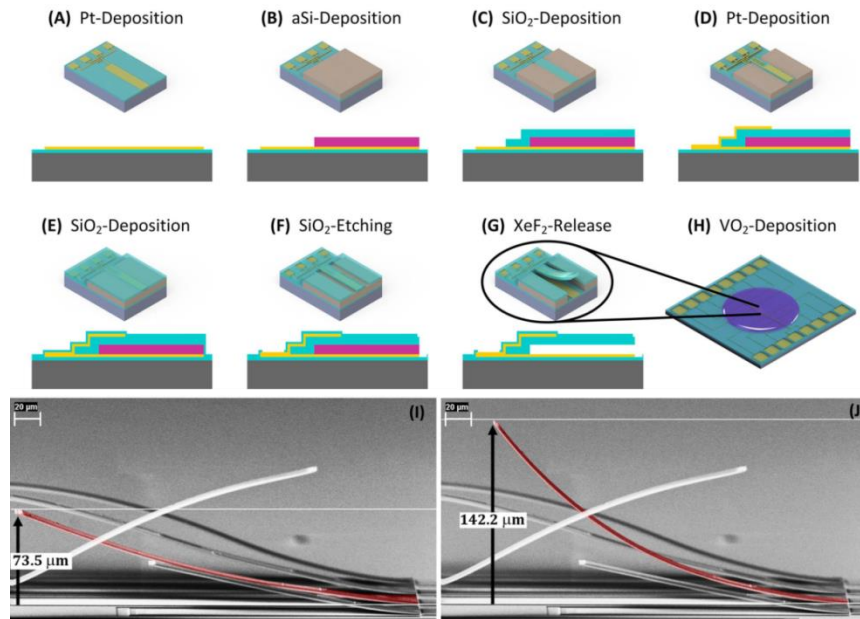 (A) Pt-Deposition
(B) aSi-Deposition
(C) SiO₂-Deposition
(D) Pt-Deposition
(E) SiO₂-Deposition
(F) SiO₂-Etching
(G) XeF₂-Release
(H) VO₂-Deposition
20 μm
(I)
73.5 μm
20 μm
(J
142.2 μm